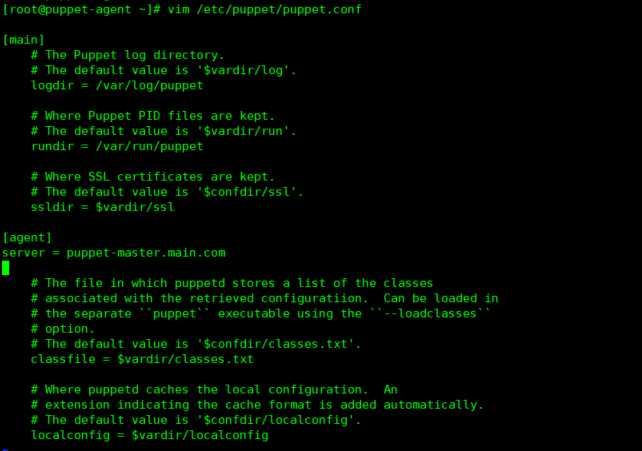 [root@puppet-agent ~]# vim /etc/puppet/puppet.conf
[main]
# The Puppet log directory.
# The default value is '$vardir/log'.
logdir = /var/log/puppet
# Where Puppet PID files are kept.
# The default value is '$vardir/run'.
rundir = /var/run/puppet
# Where SSL certificates are kept.
# The default value is '$confdir/ssl'.
ssldir = $vardir/ssl
[agent]
server = puppet-master.main.com
# The file in which puppetd stores a list of the classes
# associated with the retrieved configuratiion.  Can be loaded in
# the separate ``puppet`` executable using the ``--loadclasses``
# option.
# The default value is '$confdir/classes.txt'.
classfile = $vardir/classes.txt
# Where puppetd caches the local configuration.  An
# extension indicating the cache format is added automatically.
# The default value is '$confdir/localconfig'.
localconfig = $vardir/localconfig